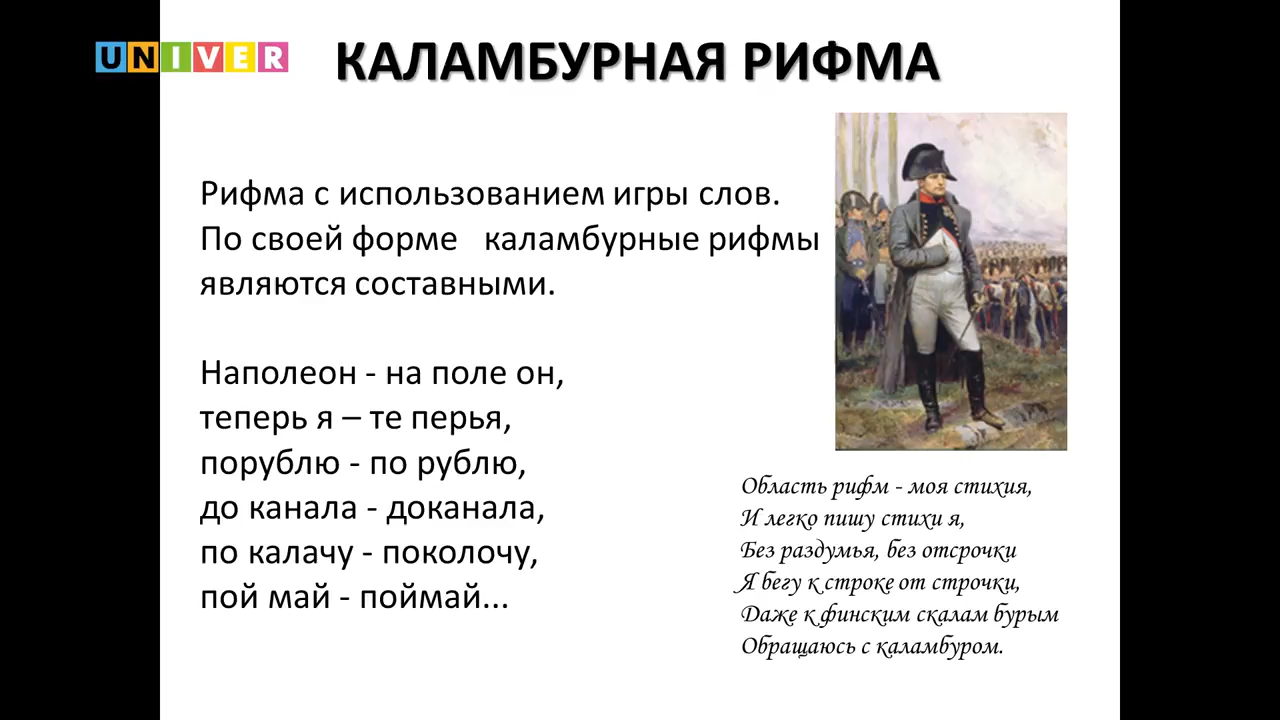 UNIVER
КАЛАМБУРНАЯ РИФМА
Рифма с использованием игры слов.
По своей форме каламбурные рифмы
являются составными.
Наполеон - на поле он,
теперь я – те перья,
порублю - по рублю,
до канала - доканала,
по калачу - поколочу,
пой май - поймай...
Область рифм - моя стихия,
И легко пишу стихи я,
Без раздумья, без отсрочки
Я бегу к строке от строчки,
Даже к финским скалам бурым
Обращаюсь с каламбуром.